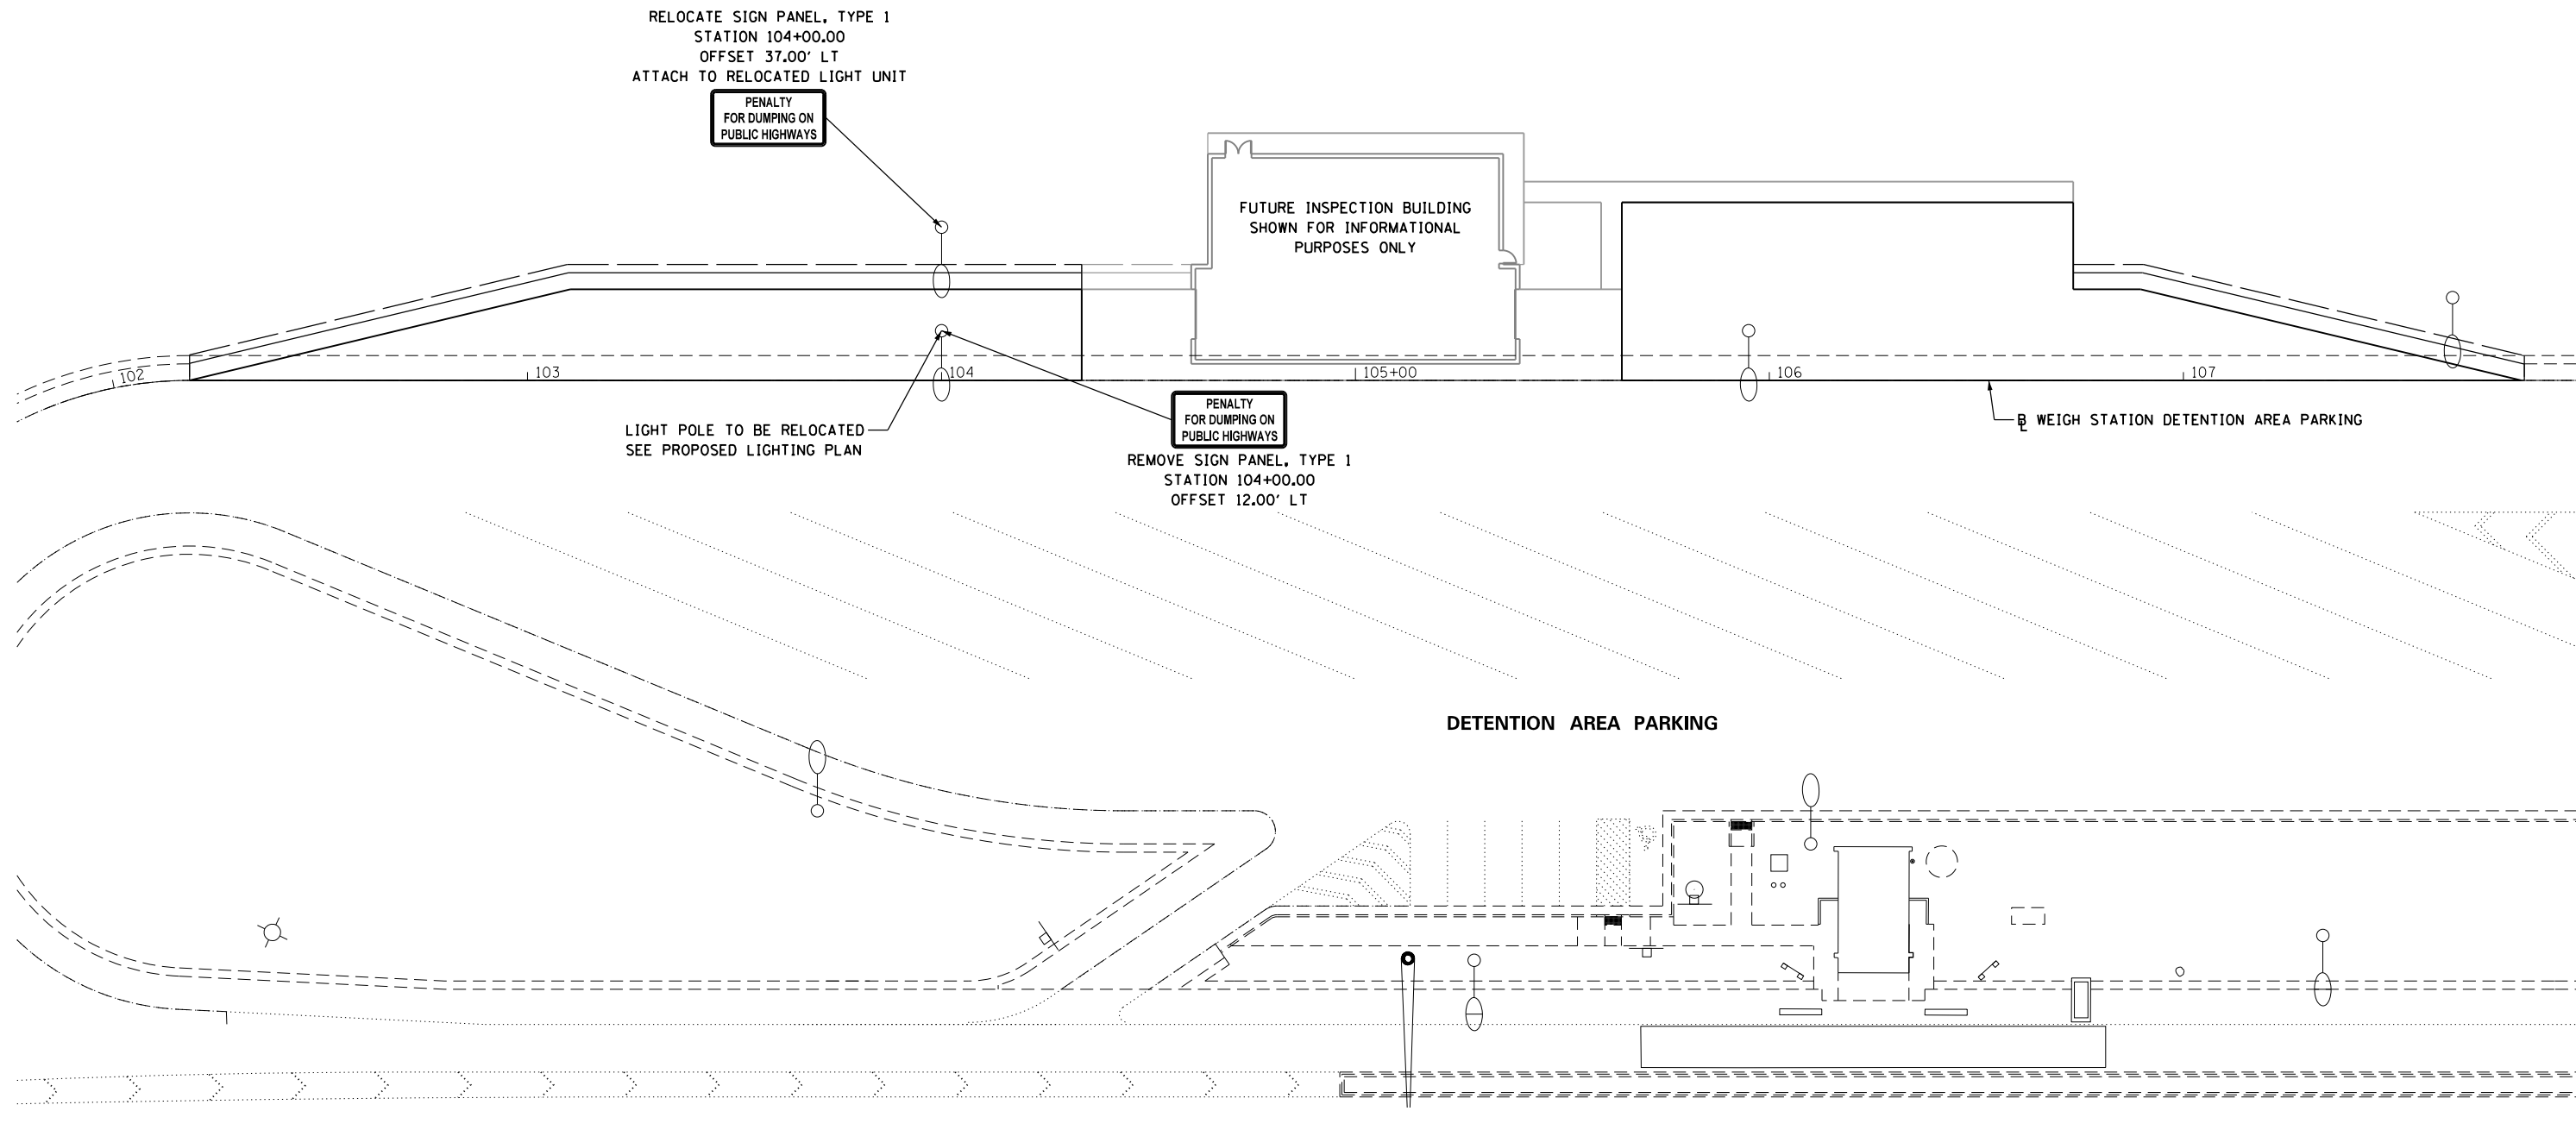 RELOCATE SIGN PANEL, TYPE 1
STATION 104+00.00
OFFSET 37.00' LT
ATTACH TO RELOCATED LIGHT UNIT
PENALTY
FOR DUMPING ON
PUBLIC HIGHWAYS
FUTURE INSPECTION BUILDING
SHOWN FOR INFORMATIONAL
PURPOSES ONLY
102
103
104
105+00
106
107
LIGHT POLE TO BE RELOCATED
SEE PROPOSED LIGHTING PLAN
PENALTY
FOR DUMPING ON
PUBLIC HIGHWAYS
REMOVE SIGN PANEL, TYPE 1
STATION 104+00.00
OFFSET 12.00' LT
BL WEIGH STATION DETENTION AREA PARKING
DETENTION AREA PARKING